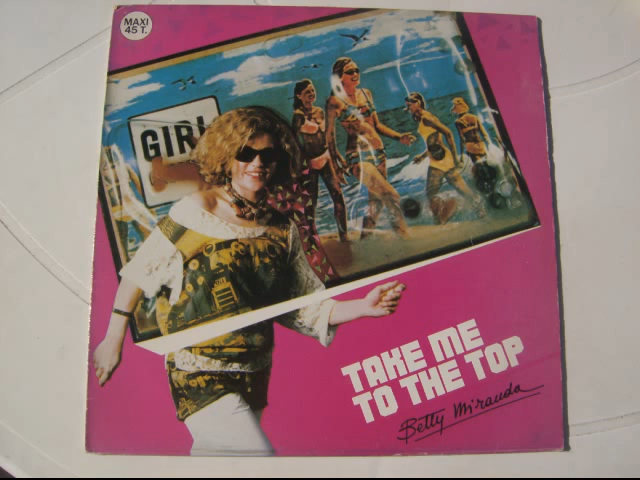 MAXI
45 T.
GIRL
TAKE ME
TO THE TOP
Betty Miranda